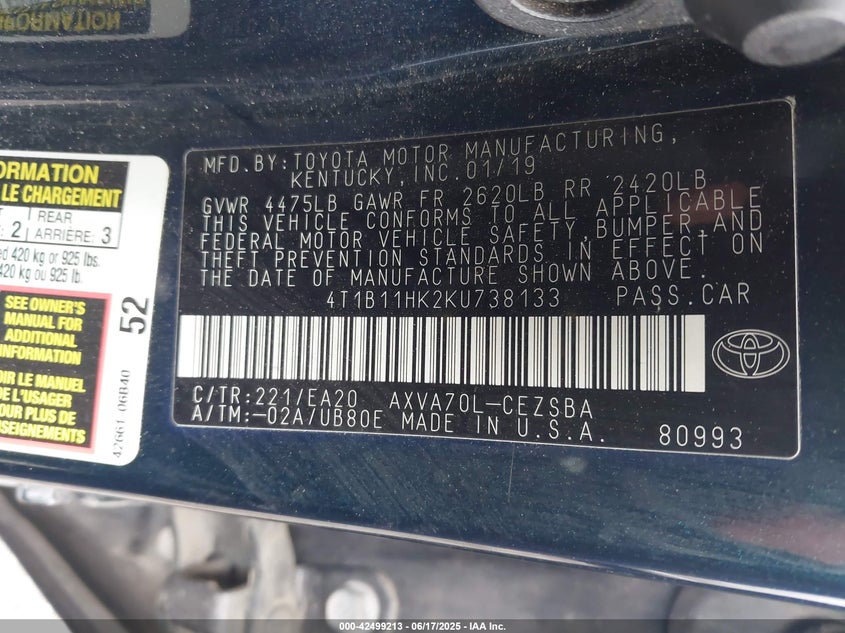 MFD.BY: TOYOTA MOTOR MANUFACTURING,
KENTUCKY, INC. 01/19
GVWR 4475LB GAWR FR 2620LB RR 2420LB
THIS VEHICLE CONFORMS TO ALL APPLICABLE
FEDERAL MOTOR VEHICLE SAFETY, BUMPER, AND
THEFT PREVENTION STANDARDS IN EFFECT ON
THE DATE OF MANUFACTURE SHOWN ABOVE.
4T1B11HK2KU738133 PASS.CAR
C/TR: 221/EA20 AXVA70L-CEZSBA
A/TM: -02A/UB80E MADE IN U.S.A. 80993
LE CHARGEMENT
REAR
2 ARRIÈRE: 3
420 kg or 925 lbs.
420 kg ou 925 lb.
SEE OWNER'S
MANUAL FOR
ADDITIONAL
INFORMATION
LE MANUEL
DE L'USAGER
POUR PLUS DE
52
42661-06B40
000-42499213 - 06/17/2025 - IAA Inc.